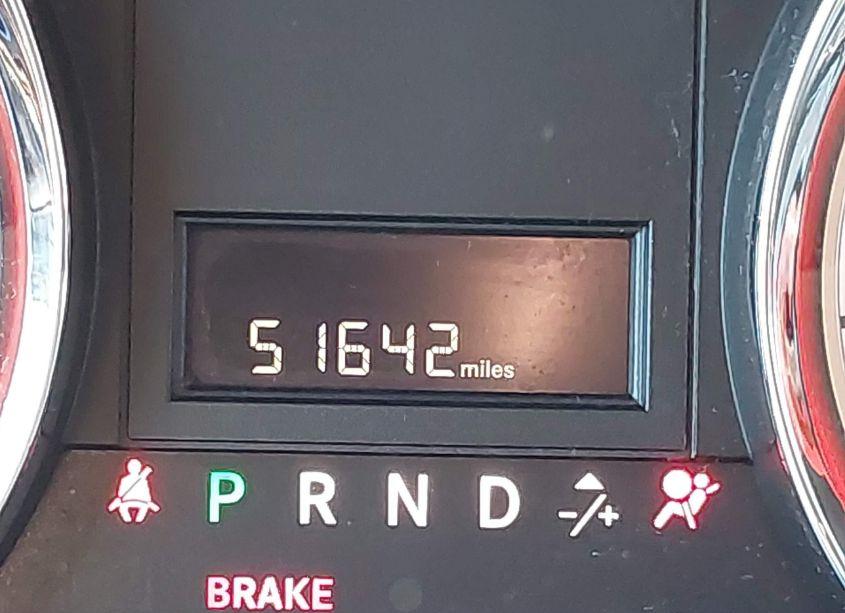 51642 miles
P R N D -/+
BRAKE